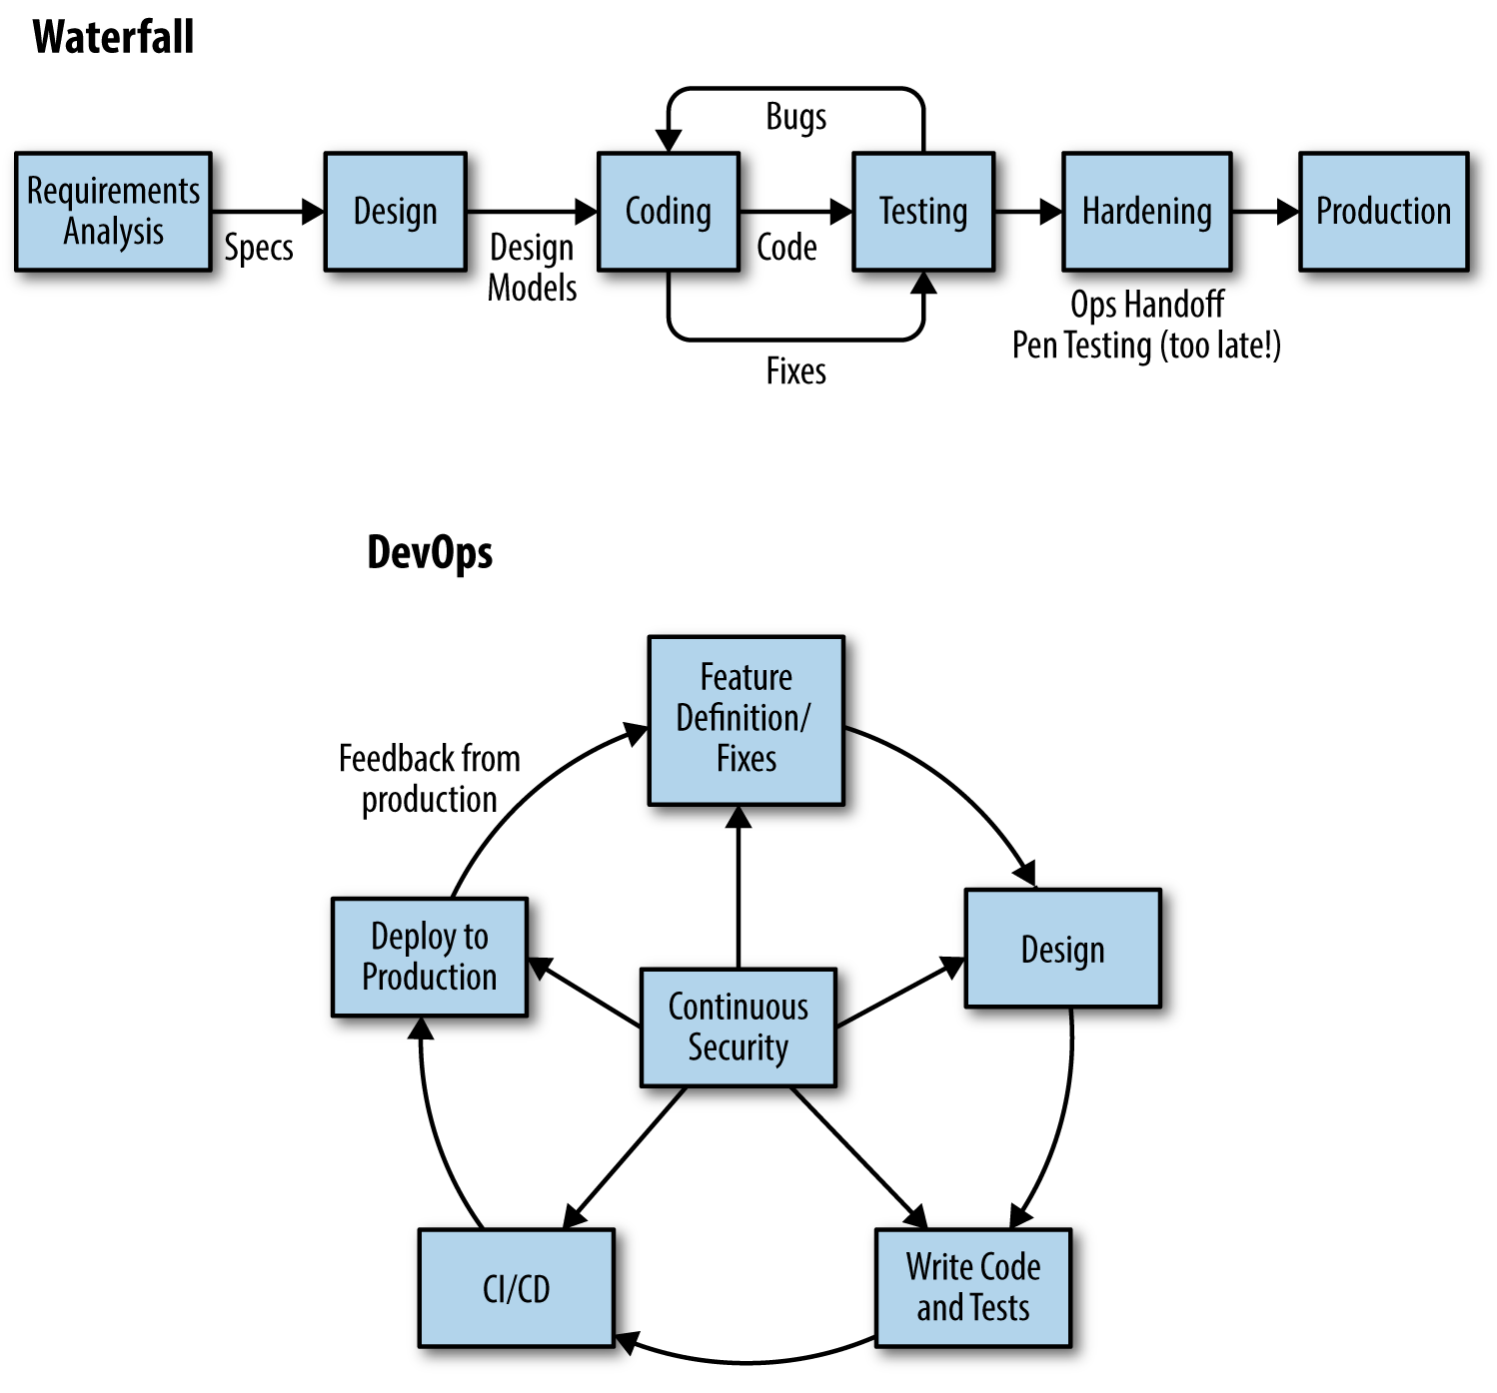 Waterfall
Bugs
Requirements
Analysis
Specs
Design
Design
Models
Coding
Code
Testing
Hardening
Production
Ops Handoff
Pen Testing (too late!)
Fixes
DevOps
Feature
Definition/
Fixes
Feedback from
production
Deploy to
Production
Design
Continuous
Security
CI/CD
Write Code
and Tests